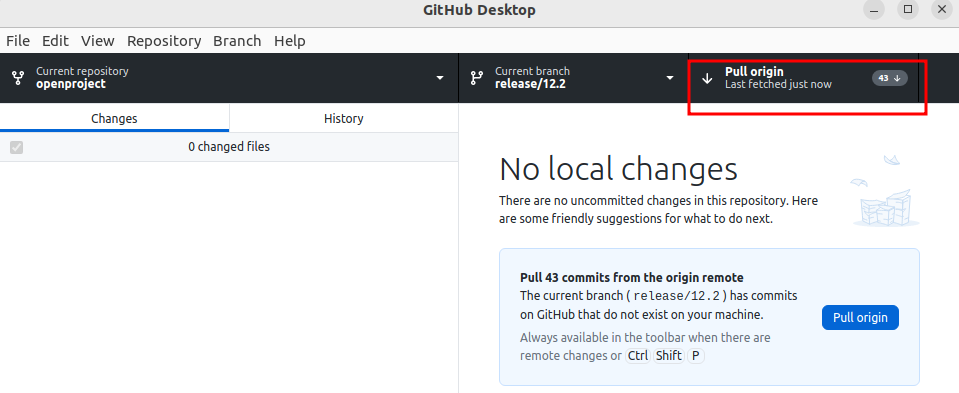 GitHub Desktop
File Edit View Repository Branch Help
Current repository
openproject
Current branch
release/12.2
Pull origin
Last fetched just now
43
Changes
History
0 changed files
No local changes
There are no uncommitted changes in this repository. Here
are some friendly suggestions for what to do next.
Pull 43 commits from the origin remote
The current branch ( release/12.2 ) has commits
on GitHub that do not exist on your machine.
Always available in the toolbar when there are
remote changes or Ctrl Shift P
Pull origin